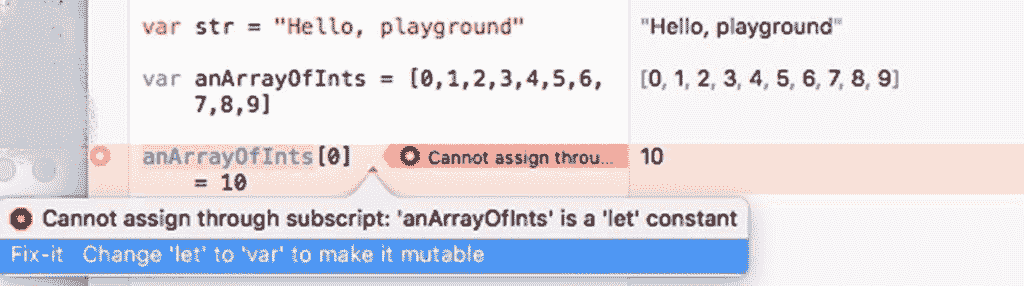 var str = "Hello, playground"
"Hello, playground"
var anArrayOfInts = [0,1,2,3,4,5,6,
7,8,9]
[0, 1, 2, 3, 4, 5, 6, 7, 8, 9]
anArrayOfInts[0]
= 10
Cannot assign throu...
10
Cannot assign through subscript: 'anArrayOfInts' is a 'let' constant
Fix-it Change 'let' to 'var' to make it mutable